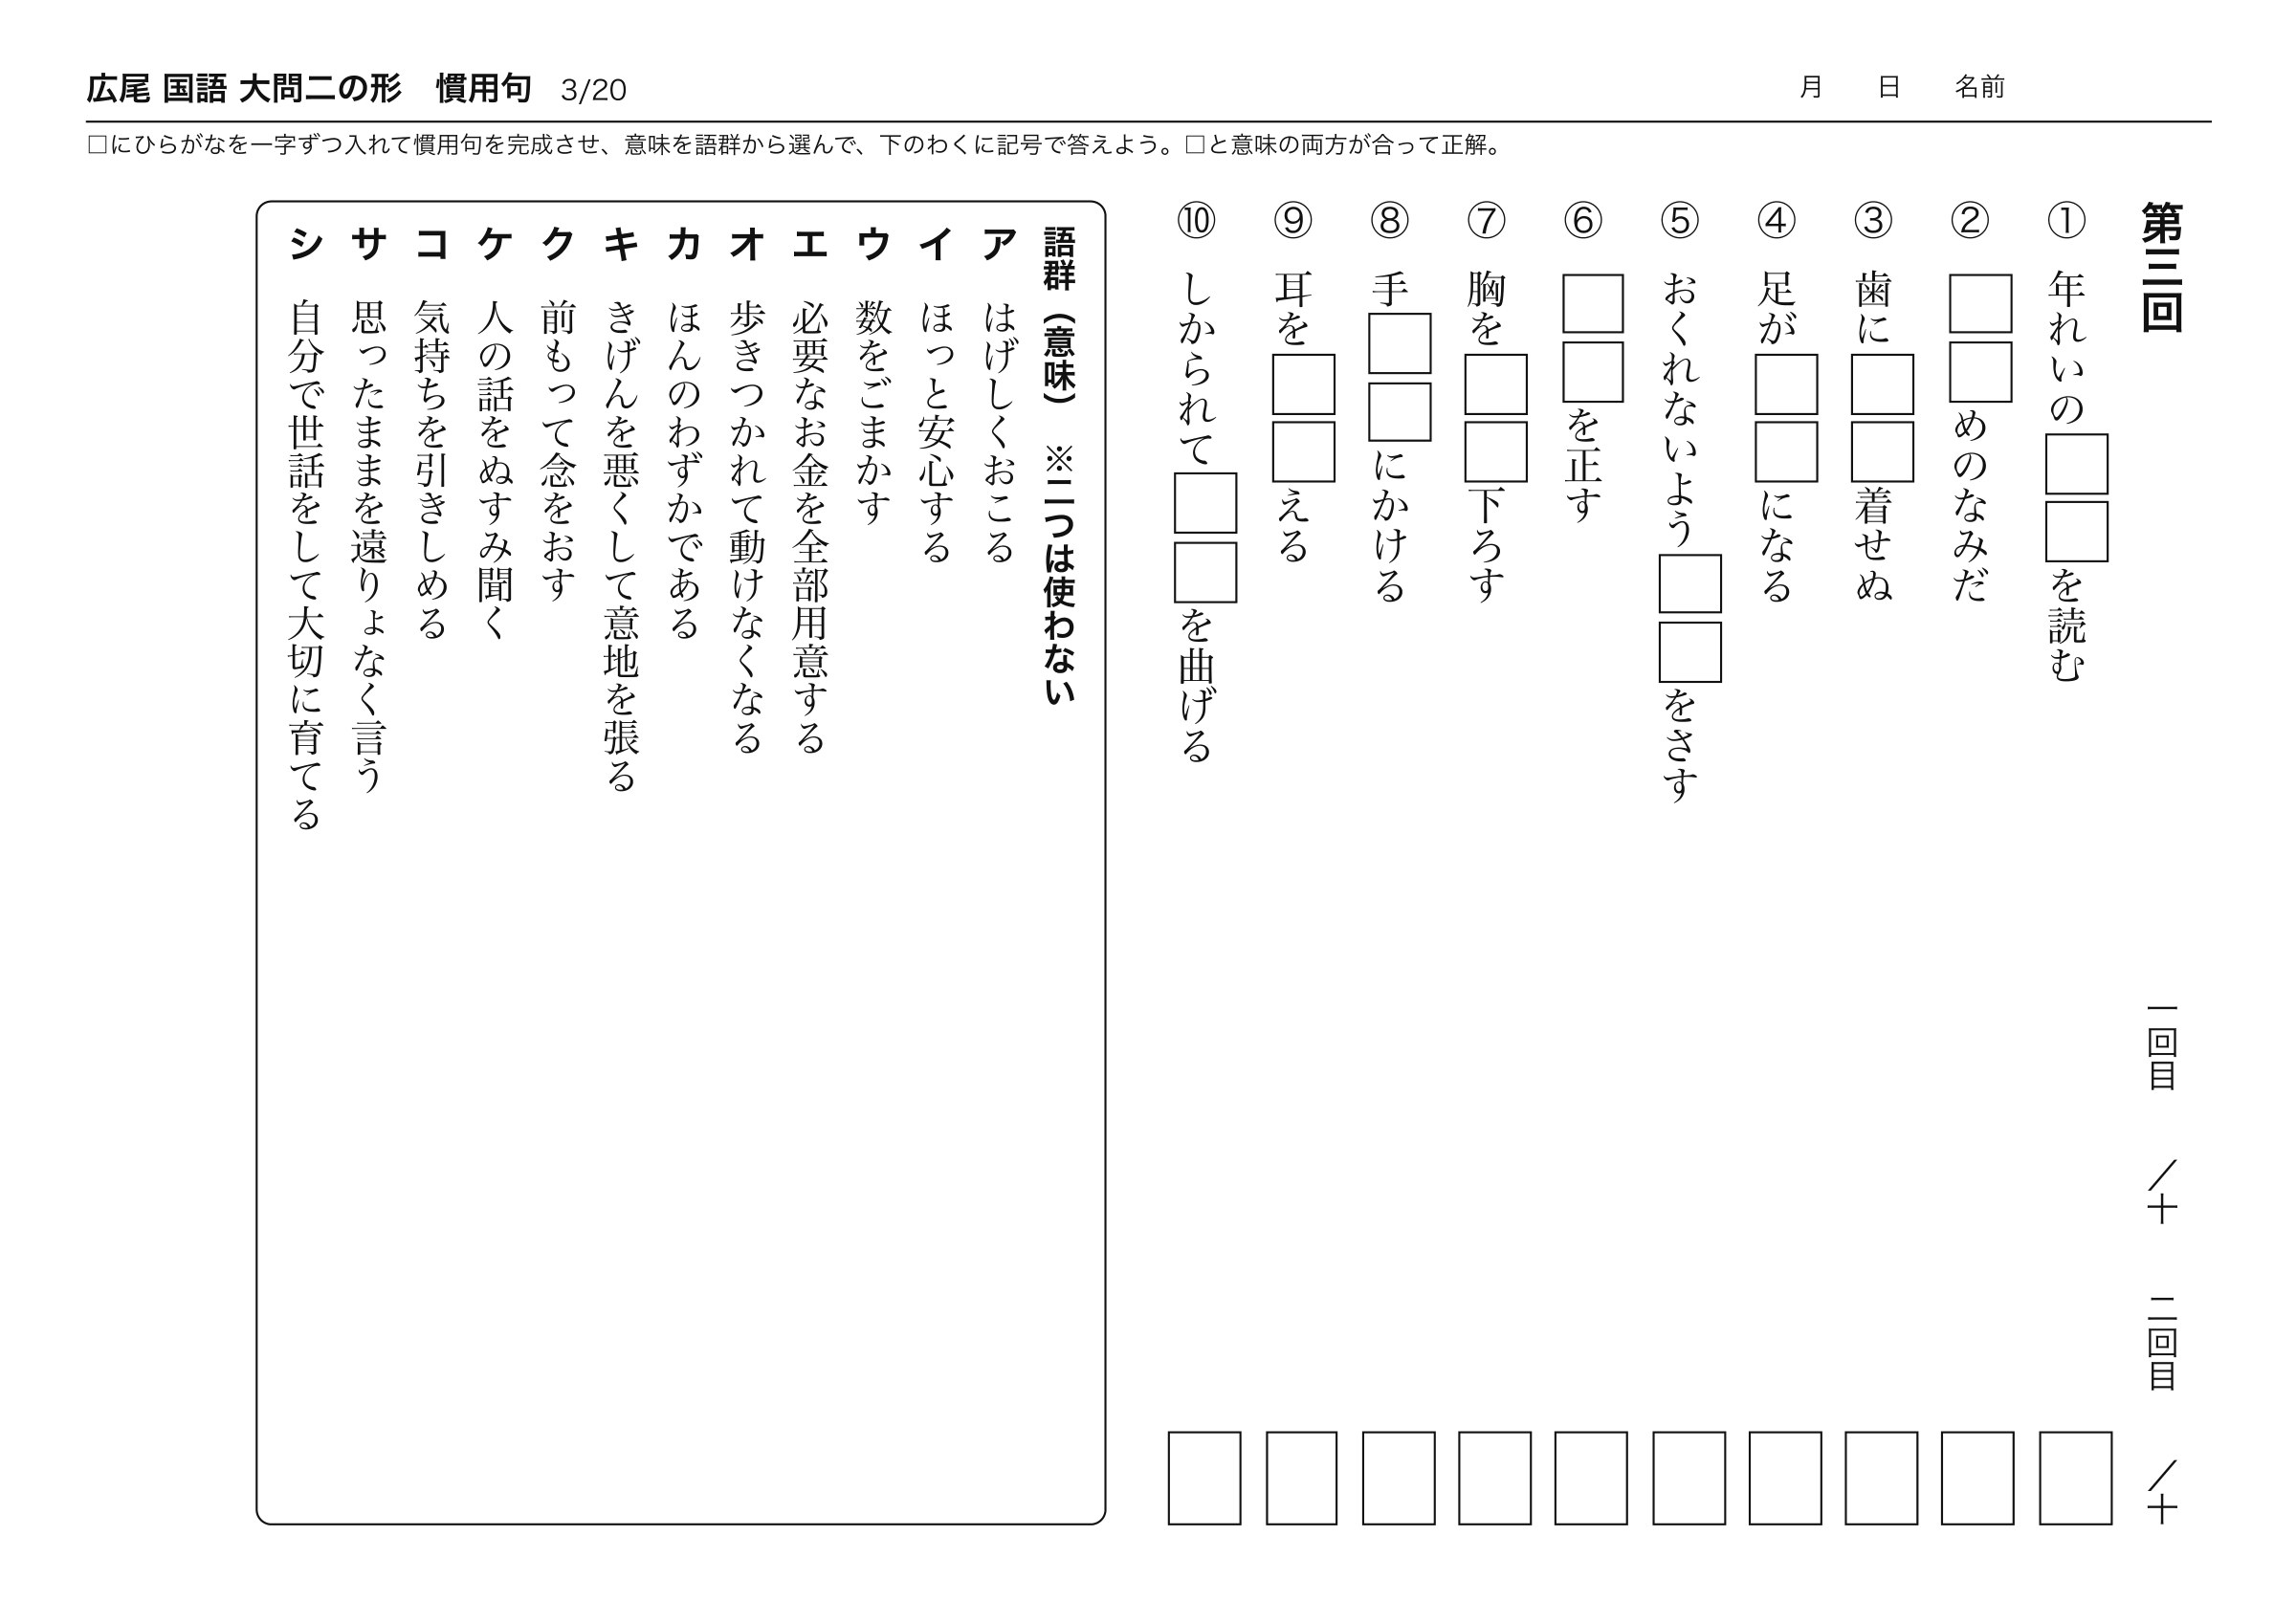 広尾 国語 大問二の形　慣用句　3/20
月　日　名前
□にひらがなを一字ずつ入れて慣用句を完成させ、意味を語群から選んで、下のわくに記号で答えよう。□と意味の両方が合って正解。
第三回　一回目　／十　二回目　／十
① 年れいの□□を読む
② □□めのなみだ
③ 歯に□□着せぬ
④ 足が□□になる
⑤ おくれないよう□□をさす
⑥ □□を正す
⑦ 胸を□□下ろす
⑧ 手□□にかける
⑨ 耳を□□える
⑩ しかられて□□を曲げる
語群（意味）　※二つは使わない
ア　はげしくおこる
イ　ほっと安心する
ウ　数をごまかす
エ　必要なお金を全部用意する
オ　歩きつかれて動けなくなる
カ　ほんのわずかである
キ　きげんを悪くして意地を張る
ク　前もって念をおす
ケ　人の話をぬすみ聞く
コ　気持ちを引きしめる
サ　思ったままを遠りょなく言う
シ　自分で世話をして大切に育てる